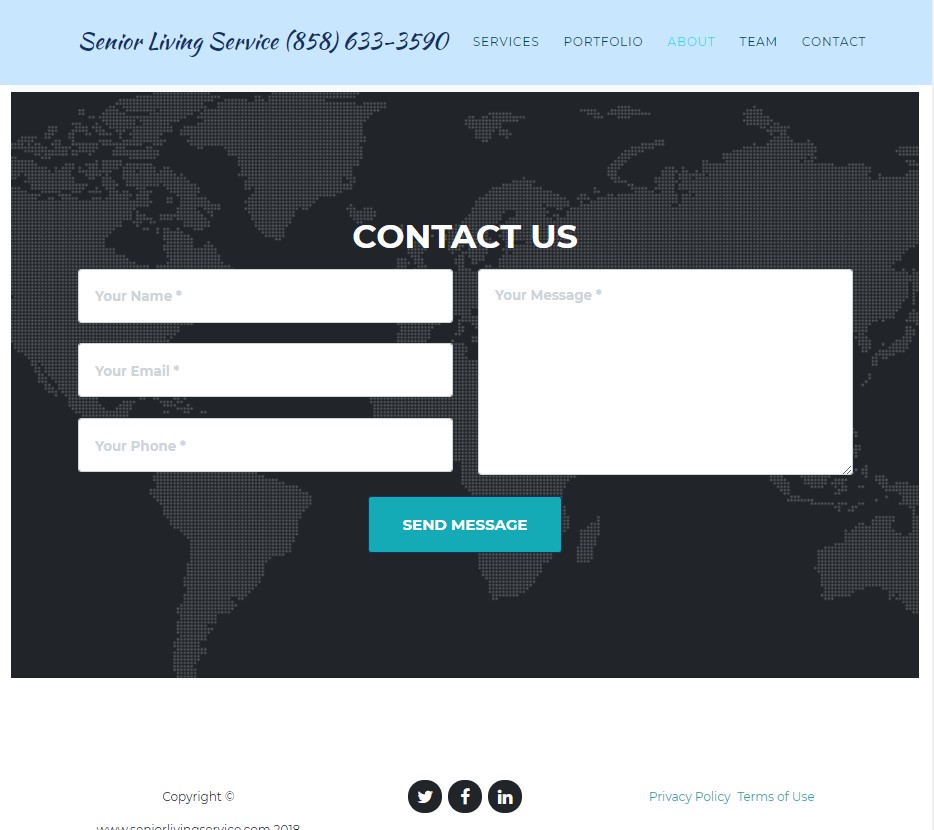 Senior Living Service (858) 633-3590 SERVICES PORTFOLIO ABOUT TEAM CONTACT
CONTACT US
Your Name *
Your Message *
Your Email *
Your Phone *
SEND MESSAGE
Copyright ©
Privacy Policy Terms of Use
www.seniorlivingservice.com 2018